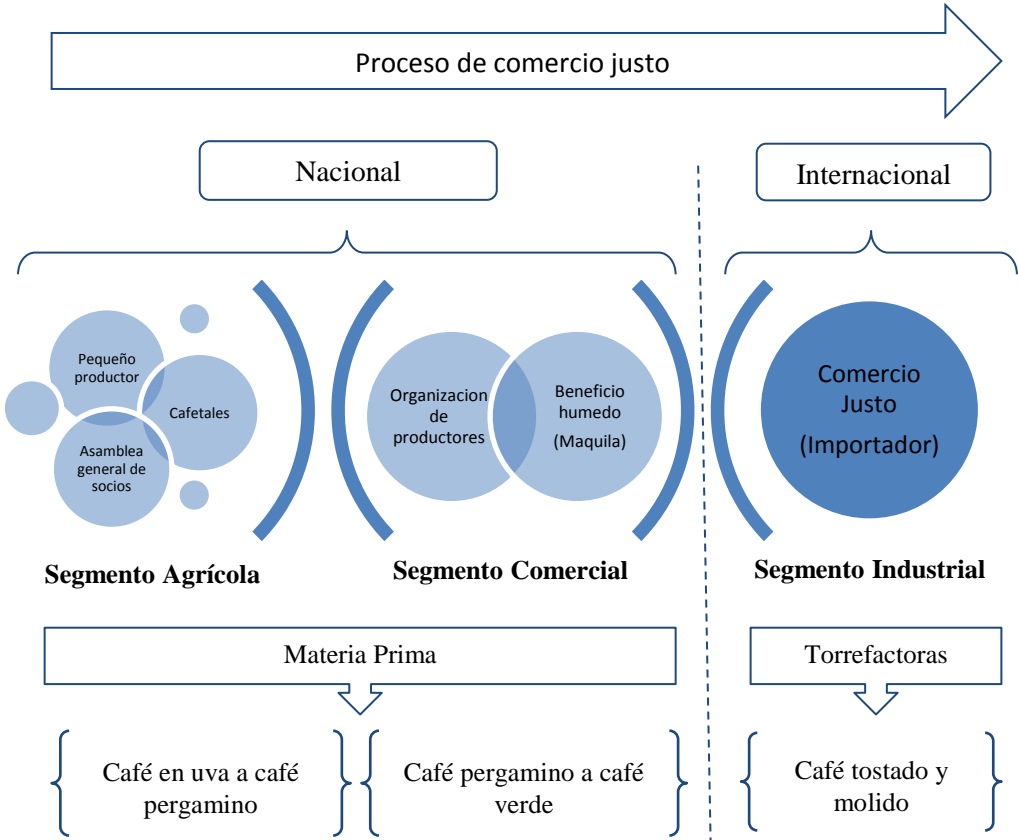 Proceso de comercio justo
Nacional
Internacional
Pequeño
productor
Cafetales
Asamblea
general de
socios
Organizacion
de
productores
Beneficio
humedo
(Maquila)
Comercio
Justo
(Importador)
Segmento Agrícola
Segmento Comercial
Segmento Industrial
Materia Prima
Torrefactoras
Café en uva a café
pergamino
Café pergamino a café
verde
Café tostado y
molido